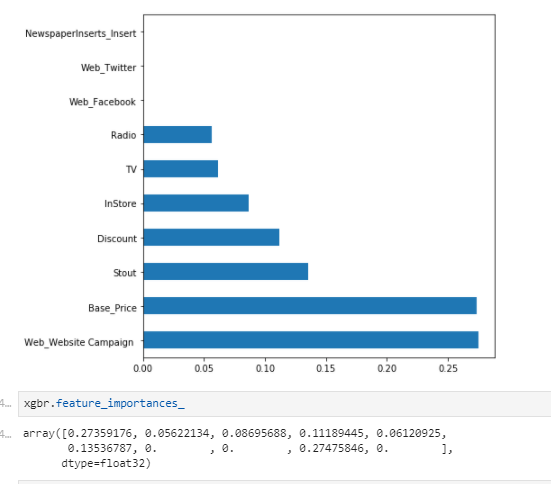 NewspaperInserts_Insert
Web_Twitter
Web_Facebook
Radio
TV
InStore
Discount
Stout
Base_Price
Web_Website Campaign
0.00 0.05 0.10 0.15 0.20 0.25
4… xgbr.feature_importances_
4… array([0.27359176, 0.05622134, 0.08695688, 0.11189445, 0.06120925,
0.13536787, 0. , 0. , 0.27475846, 0. ],
dtype=float32)